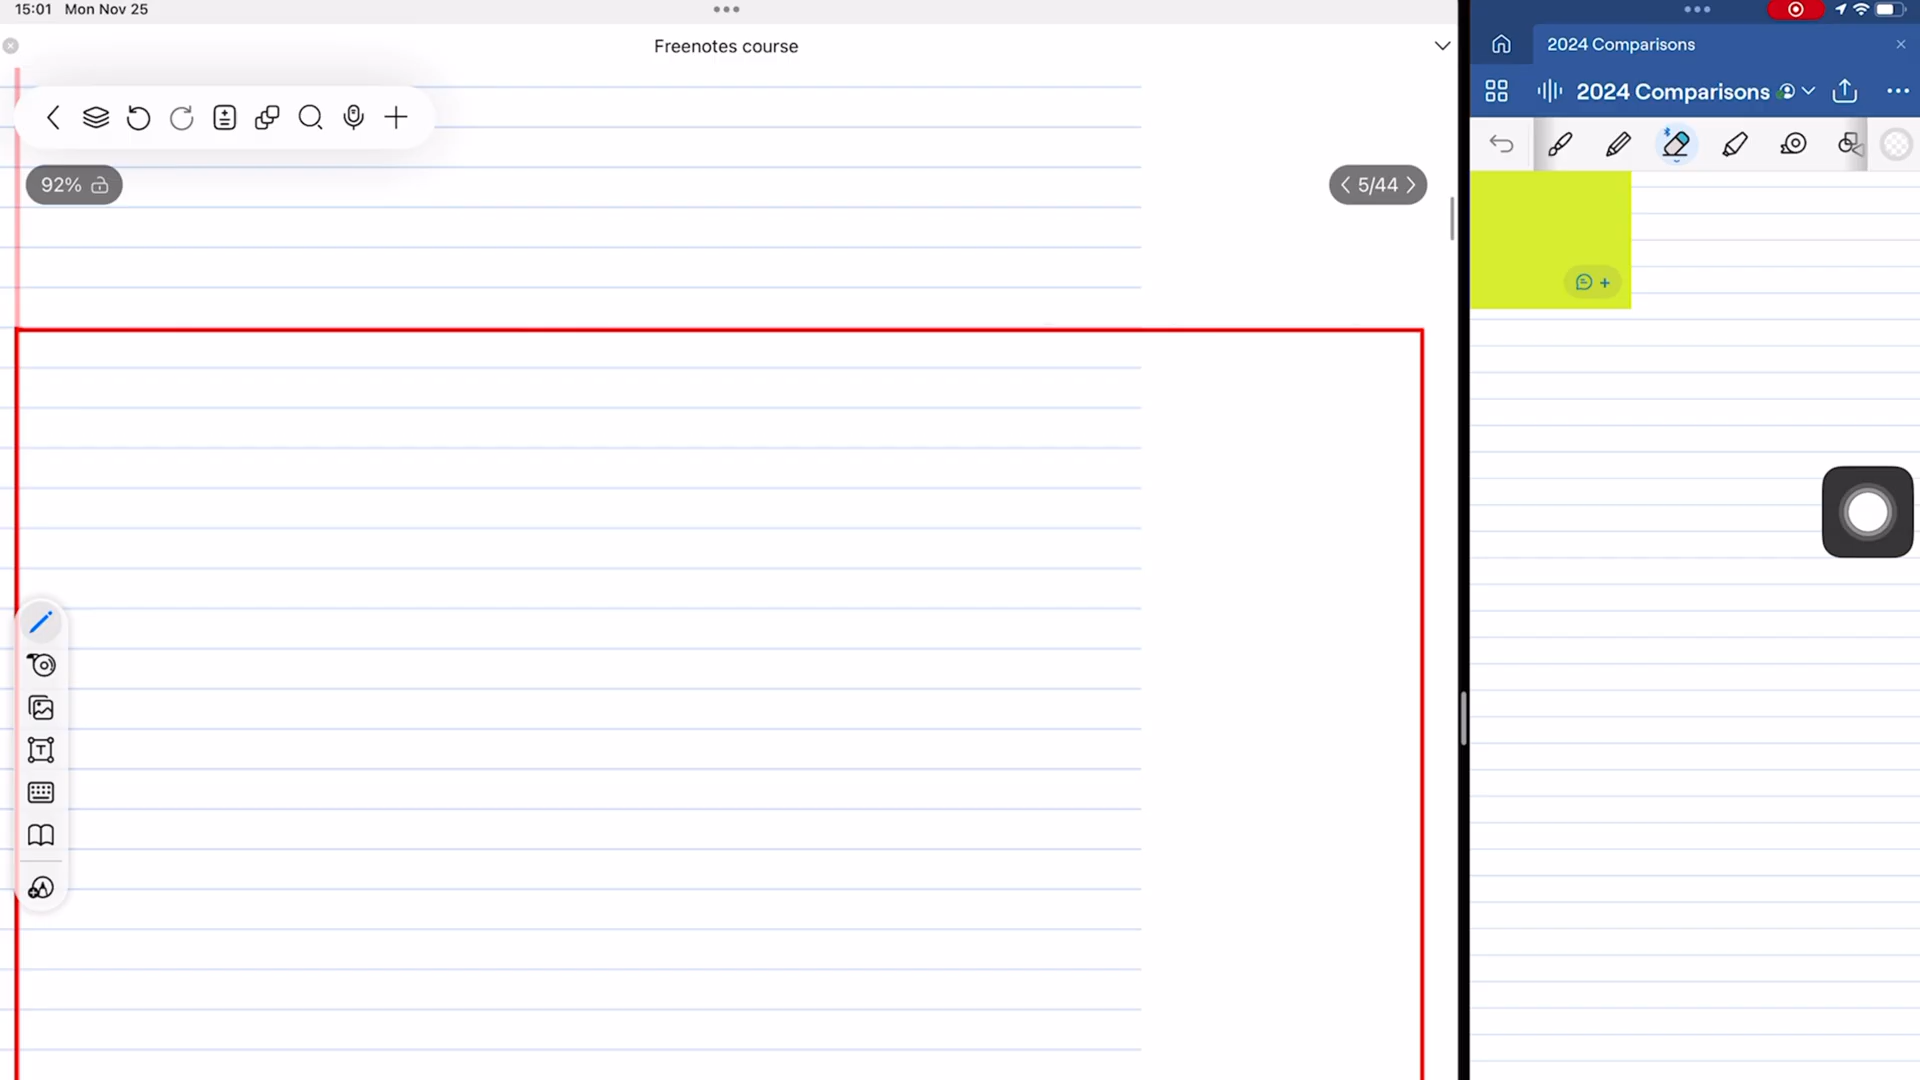 15:01 Mon Nov 25
Freenotes course
92%
5/44
2024 Comparisons
2024 Comparisons